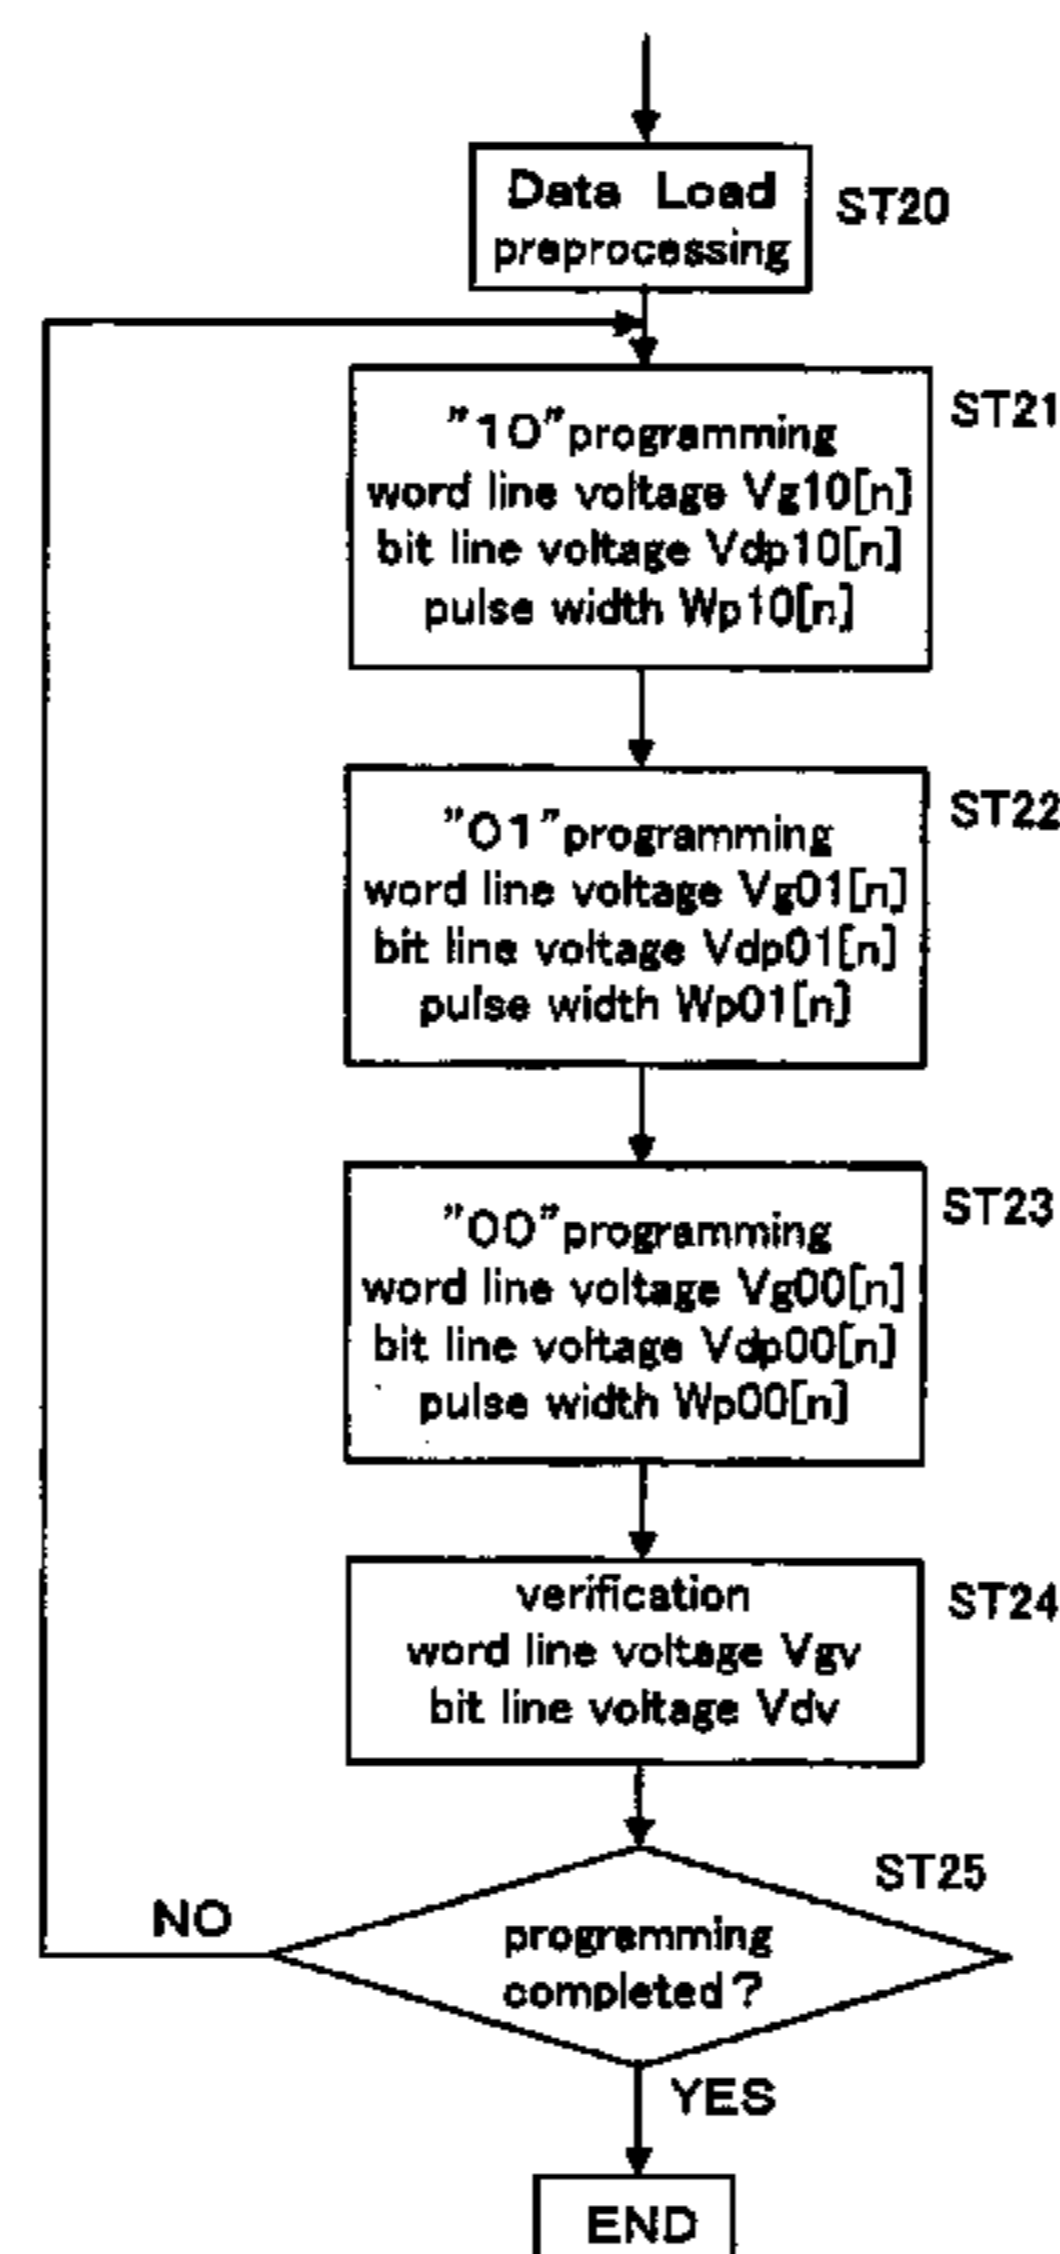 Data Load
preprocessing
ST20
"10"programming
word line voltage Vg10[n]
bit line voltage Vdp10[n]
pulse width Wp10[n]
ST21
"01"programming
word line voltage Vg01[n]
bit line voltage Vdp01[n]
pulse width Wp01[n]
ST22
"00"programming
word line voltage Vg00[n]
bit line voltage Vdp00[n]
pulse width Wp00[n]
ST23
verification
word line voltage Vgv
bit line voltage Vdv
ST24
programming
completed?
ST25
NO
YES
END